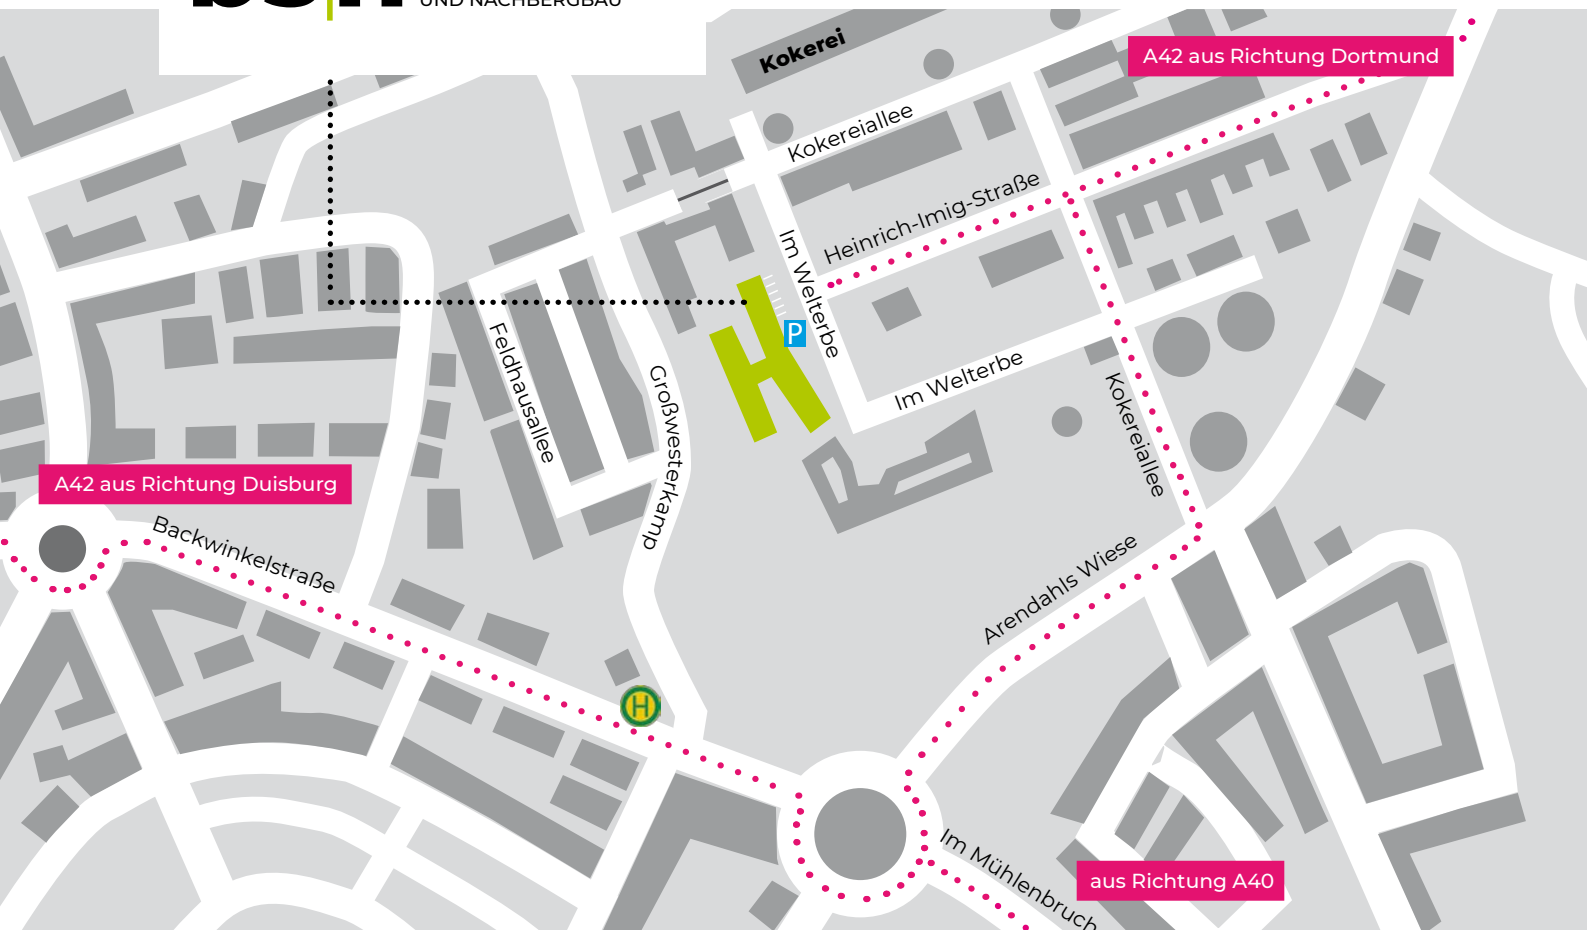 UND NACHBERGBAU
Kokerei
A42 aus Richtung Dortmund
Kokereiallee
Heinrich-Imig-Straße
Im Welterbe
P
Feldhausallee
Großwesterkamp
Im Welterbe
Kokereiallee
A42 aus Richtung Duisburg
Backwinkelstraße
Arendahls Wiese
H
Im Mühlenbruch
aus Richtung A40